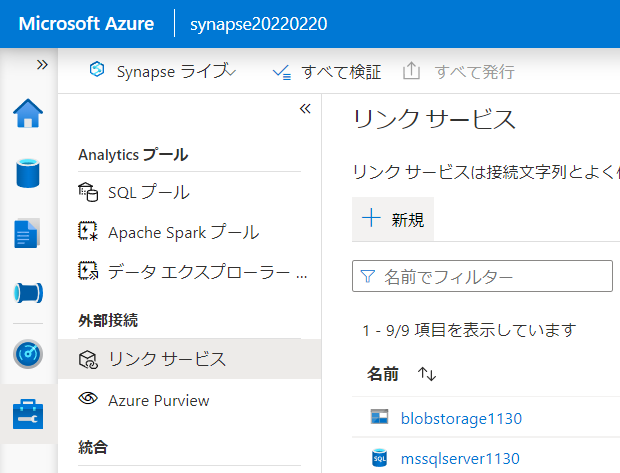 Microsoft Azure
synapse20220220
Synapse ライブ
すべて検証
すべて発行
Analytics プール
SQL プール
Apache Spark プール
データ エクスプローラー ...
外部接続
リンク サービス
Azure Purview
統合
リンク サービス
リンク サービスは接続文字列とよく
新規
名前でフィルター
1 - 9/9 項目を表示しています
名前
blobstorage1130
SQL
mssqlserver1130